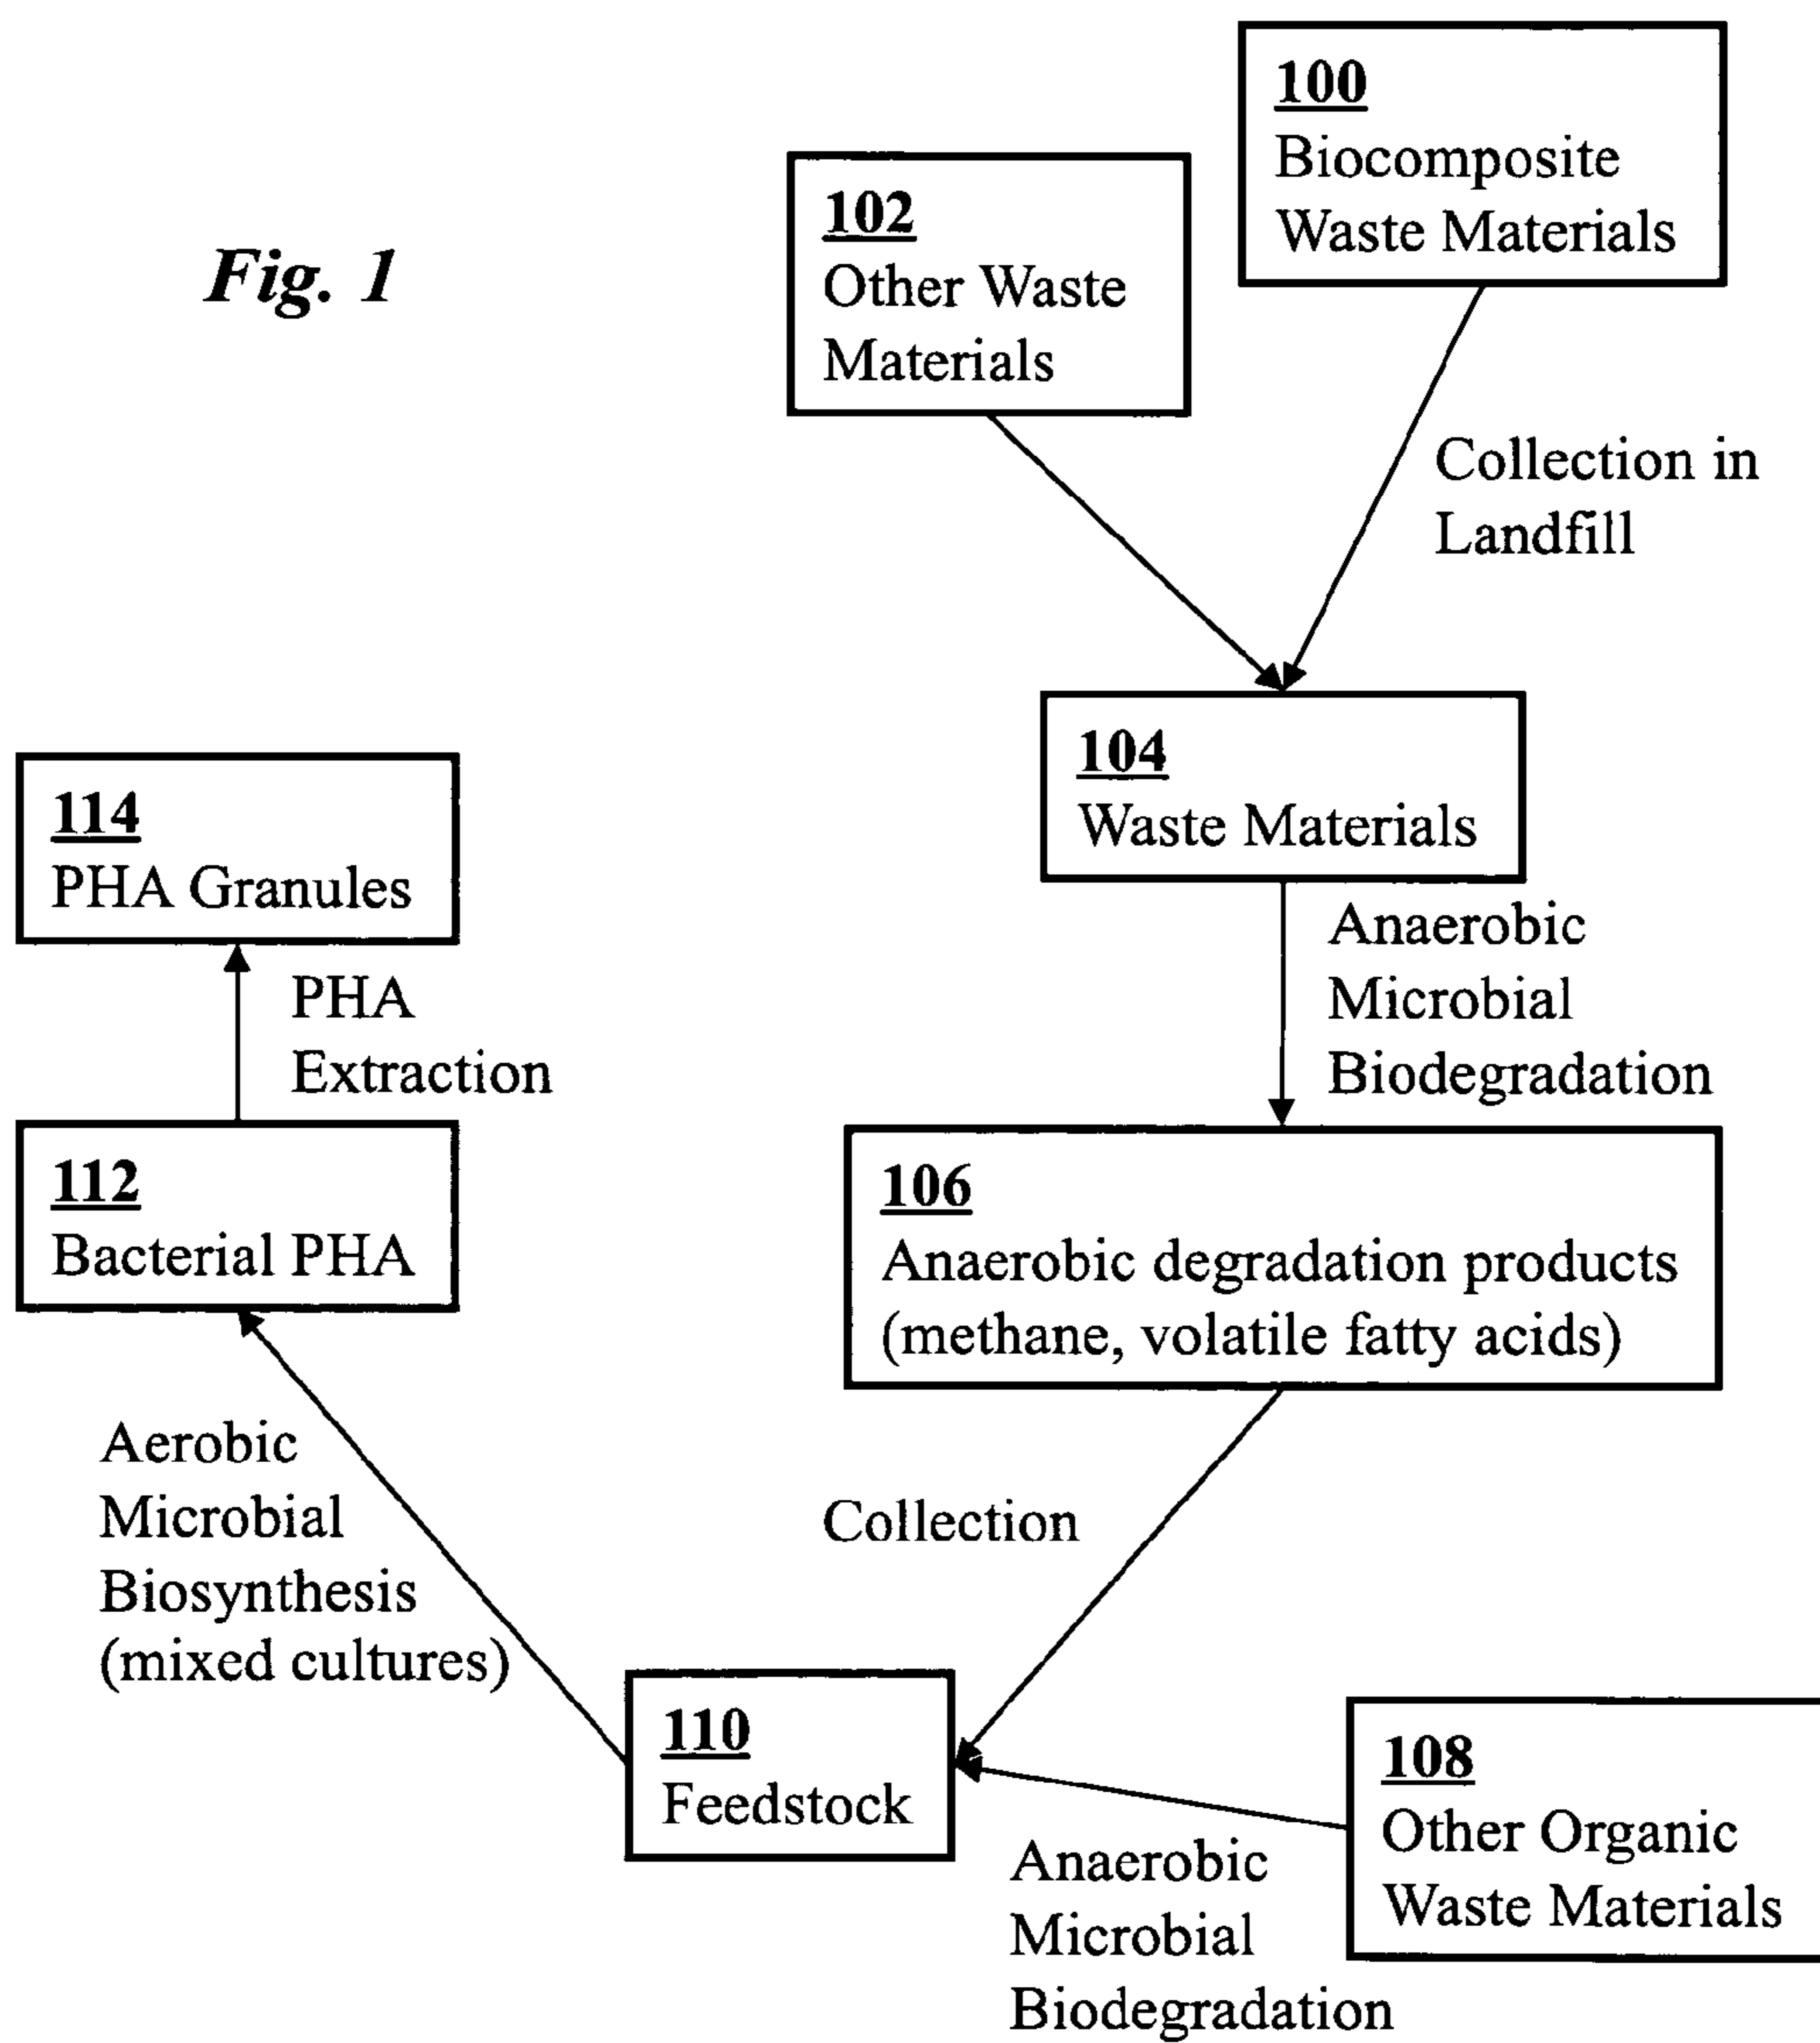 Fig. 1
100
Biocomposite
Waste Materials
102
Other Waste
Materials
Collection in
Landfill
104
Waste Materials
Anaerobic
Microbial
Biodegradation
106
Anaerobic degradation products
(methane, volatile fatty acids)
Collection
108
Other Organic
Waste Materials
Anaerobic
Microbial
Biodegradation
110
Feedstock
Aerobic
Microbial
Biosynthesis
(mixed cultures)
112
Bacterial PHA
PHA
Extraction
114
PHA Granules